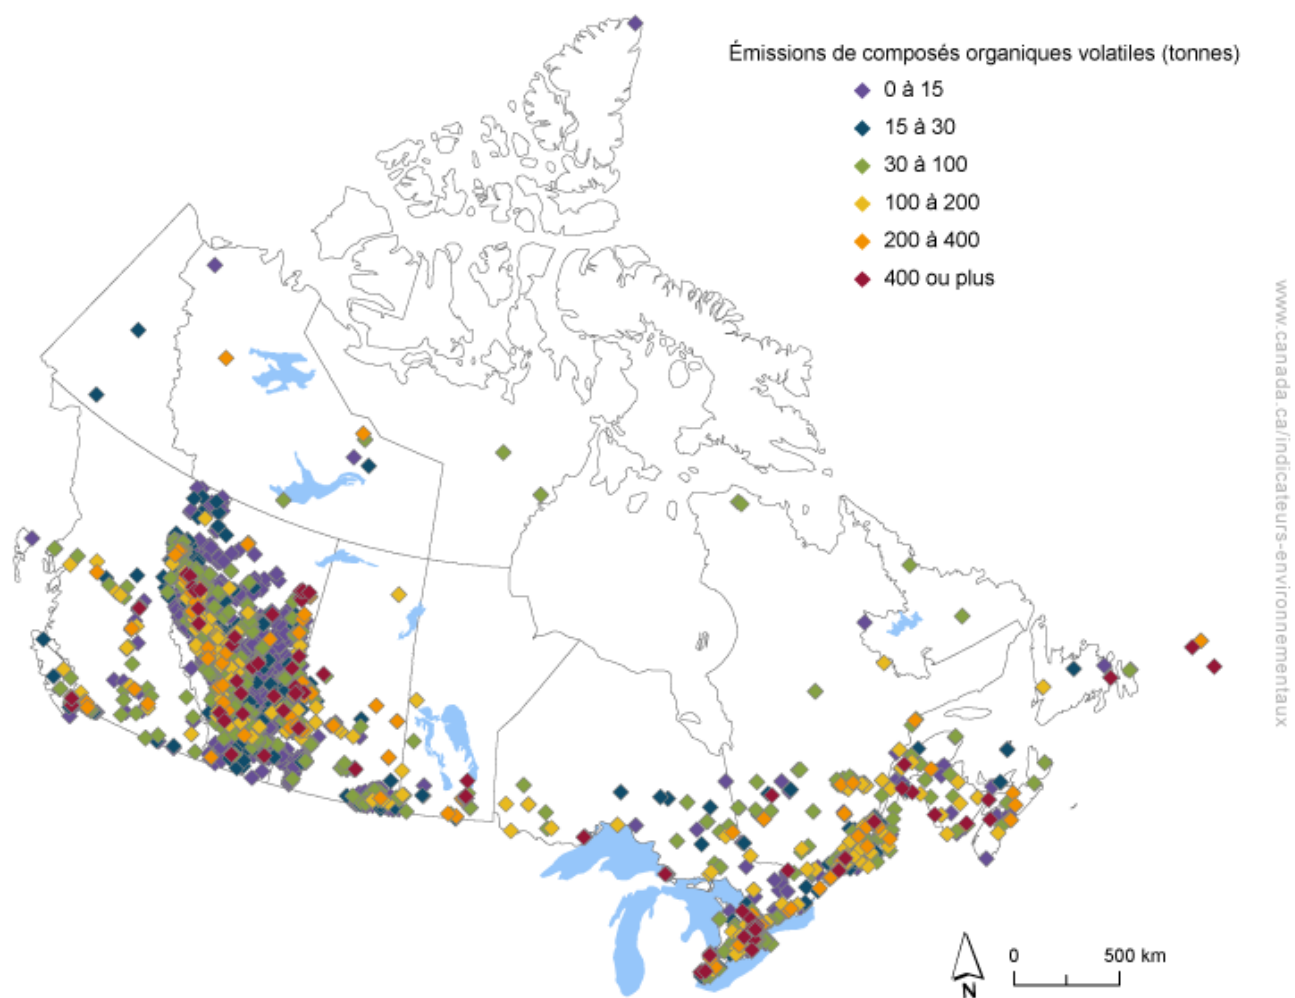 Émissions de composés organiques volatiles (tonnes)
0 à 15
15 à 30
30 à 100
100 à 200
200 à 400
400 ou plus
www.canada.ca/indicateurs-environnementaux
0 500 km
N